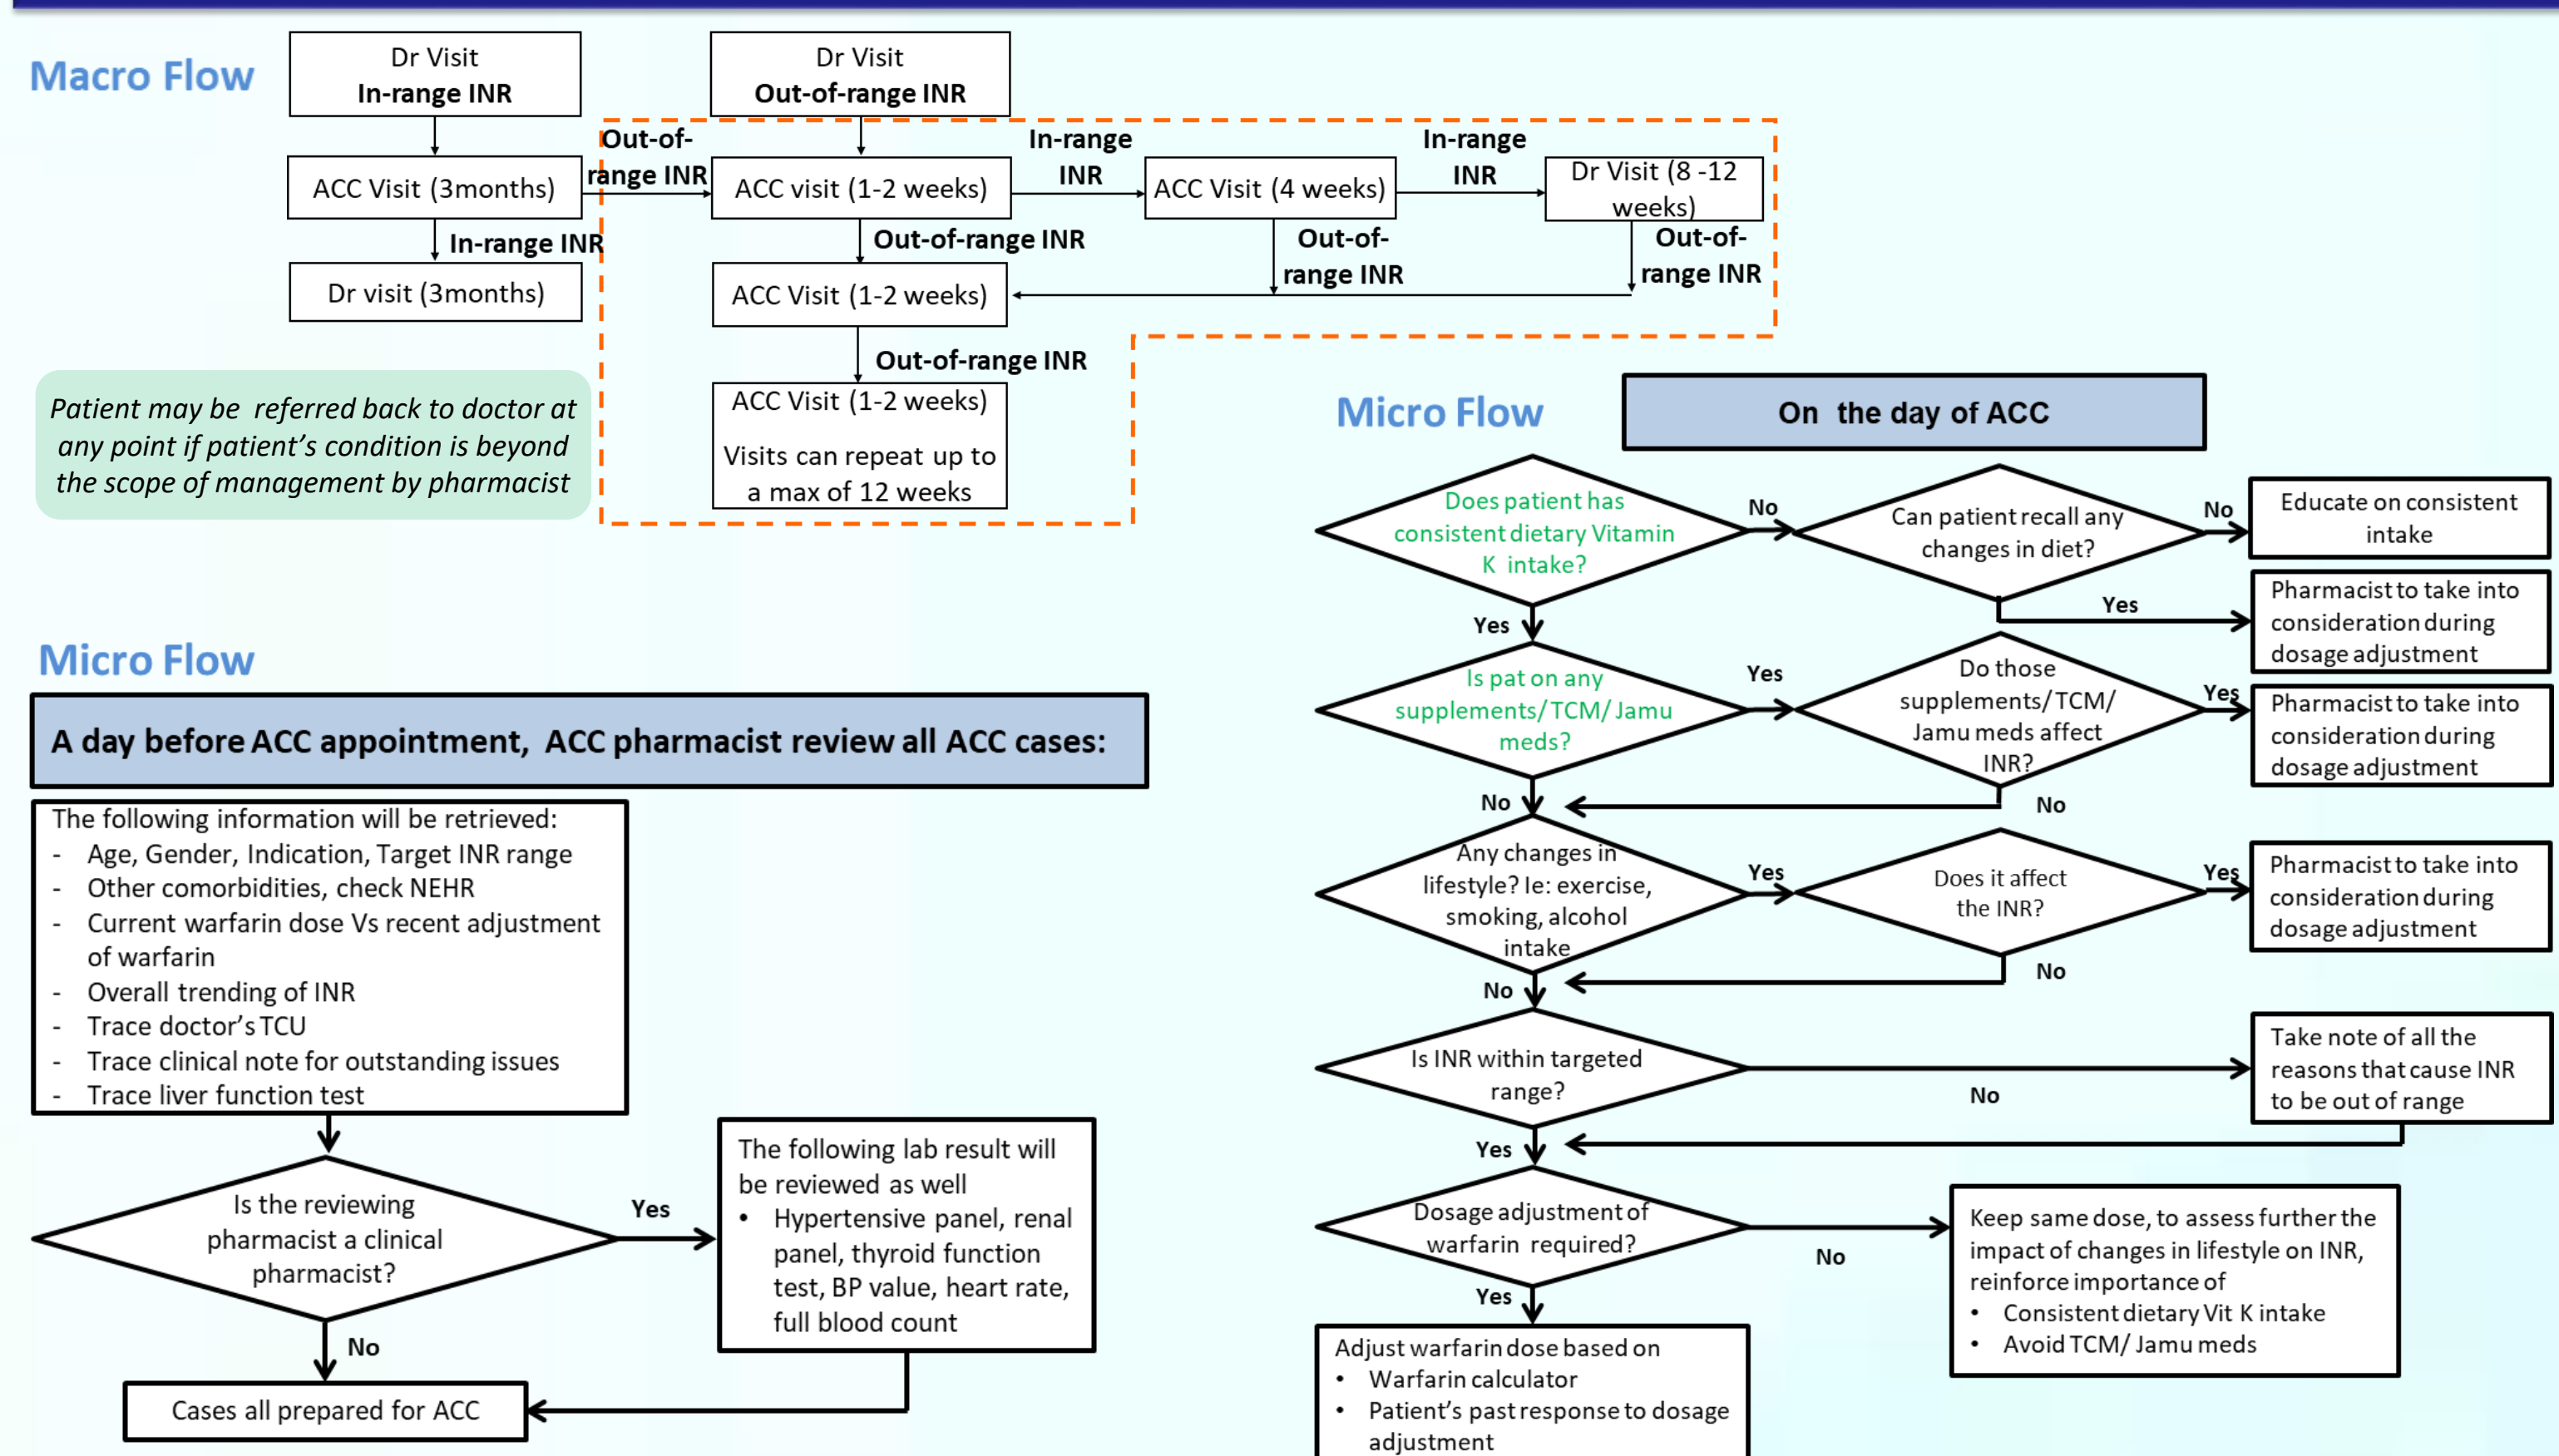 Macro Flow
Dr Visit
In-range INR
Dr Visit
Out-of-range INR
Out-of-
range INR
In-range
INR
In-range
INR
ACC Visit (3months)
ACC visit (1-2 weeks)
ACC Visit (4 weeks)
Dr Visit (8 -12
weeks)
In-range INR
Out-of-range INR
Out-of-
range INR
Out-of-
range INR
Dr visit (3months)
ACC Visit (1-2 weeks)
Out-of-range INR
ACC Visit (1-2 weeks)
Visits can repeat up to
a max of 12 weeks
Patient may be  referred back to doctor at
any point if patient’s condition is beyond
the scope of management by pharmacist
Micro Flow
A day before ACC appointment,  ACC pharmacist review all ACC cases:
The following information will be retrieved:
- Age, Gender, Indication, Target INR range
- Other comorbidities, check NEHR
- Current warfarin dose Vs recent adjustment
of warfarin
- Overall trending of INR
- Trace doctor’s TCU
- Trace clinical note for outstanding issues
- Trace liver function test
Is the reviewing
pharmacist a clinical
pharmacist?
Yes
The following lab result will
be reviewed as well
• Hypertensive panel, renal
panel, thyroid function
test, BP value, heart rate,
full blood count
No
Cases all prepared for ACC
Micro Flow
On  the day of ACC
Does patient has
consistent dietary Vitamin
K  intake?
No
Can patient recall any
changes in diet?
No
Educate on consistent
intake
Yes
Pharmacist to take into
consideration during
dosage adjustment
Yes
Is pat on any
supplements/ TCM/ Jamu
meds?
Yes
Do those
supplements/ TCM/
Jamu meds affect
INR?
Yes
Pharmacist to take into
consideration during
dosage adjustment
No
No
Any changes in
lifestyle? Ie: exercise,
smoking, alcohol
intake
Yes
Does it affect
the INR?
Yes
Pharmacist to take into
consideration during
dosage adjustment
No
No
Is INR within targeted
range?
No
Take note of all the
reasons that cause INR
to be out of range
Yes
Dosage adjustment of
warfarin  required?
No
Keep same dose, to assess further the
impact of changes in lifestyle on INR,
reinforce importance of
• Consistent dietary Vit K intake
• Avoid TCM/ Jamu meds
Yes
Adjust warfarin dose based on
• Warfarin calculator
• Patient’s past response to dosage
adjustment